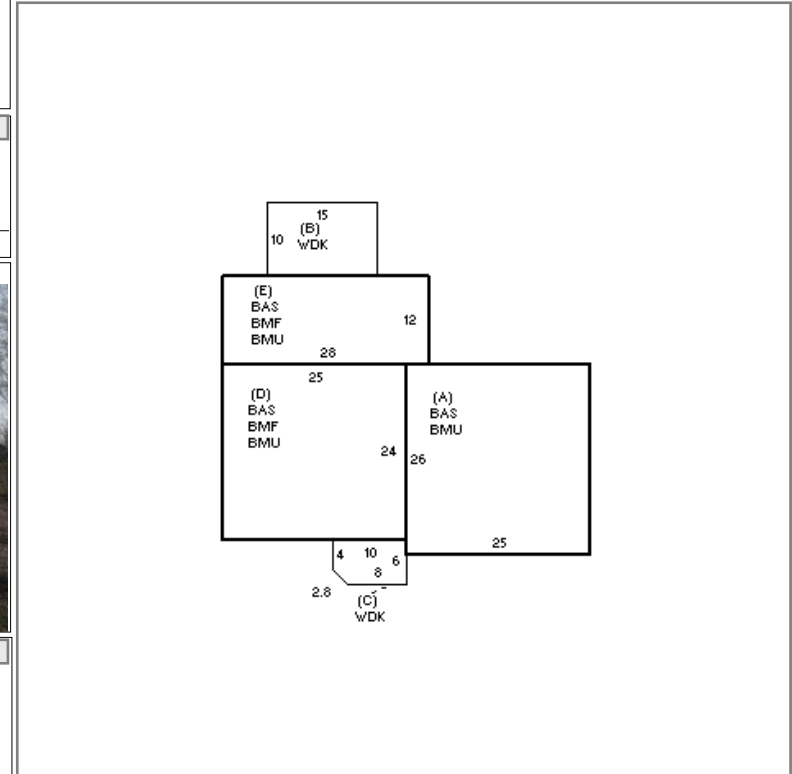 15
(B)
10 WDK
(E)
BAS
BMF
BMU
12
28
25
(D)
BAS
BMF
BMU
24
(A)
BAS
BMU
26
25
4 10 6
8
2.8
(C)
WDK